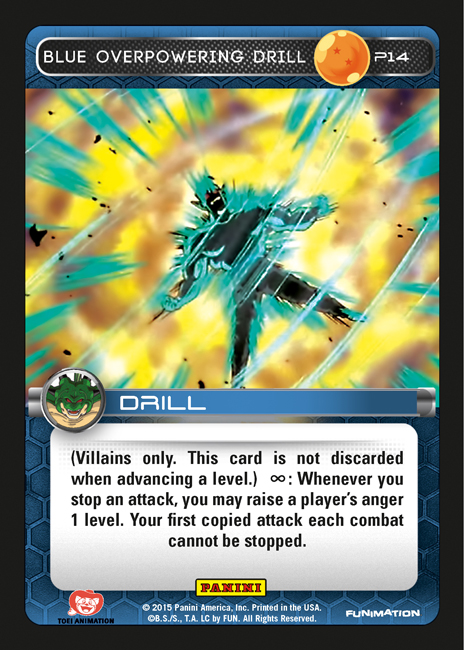 BLUE OVERPOWERING DRILL P14
DRILL
(Villains only. This card is not discarded
when advancing a level.) ∞: Whenever you
stop an attack, you may raise a player's anger
1 level. Your first copied attack each combat
cannot be stopped.
PANINI
© 2015 Panini America, Inc. Printed in the USA.
©B.S./S., T.A. LC by FUN. All Rights Reserved.
TOEI ANIMATION
FUNIMATION